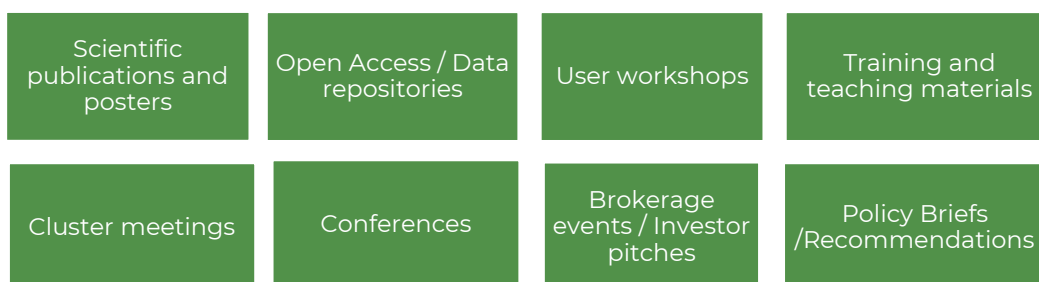 Scientific
publications and
posters
Open Access / Data
repositories
User workshops
Training and
teaching materials
Cluster meetings
Conferences
Brokerage
events / Investor
pitches
Policy Briefs
/Recommendations